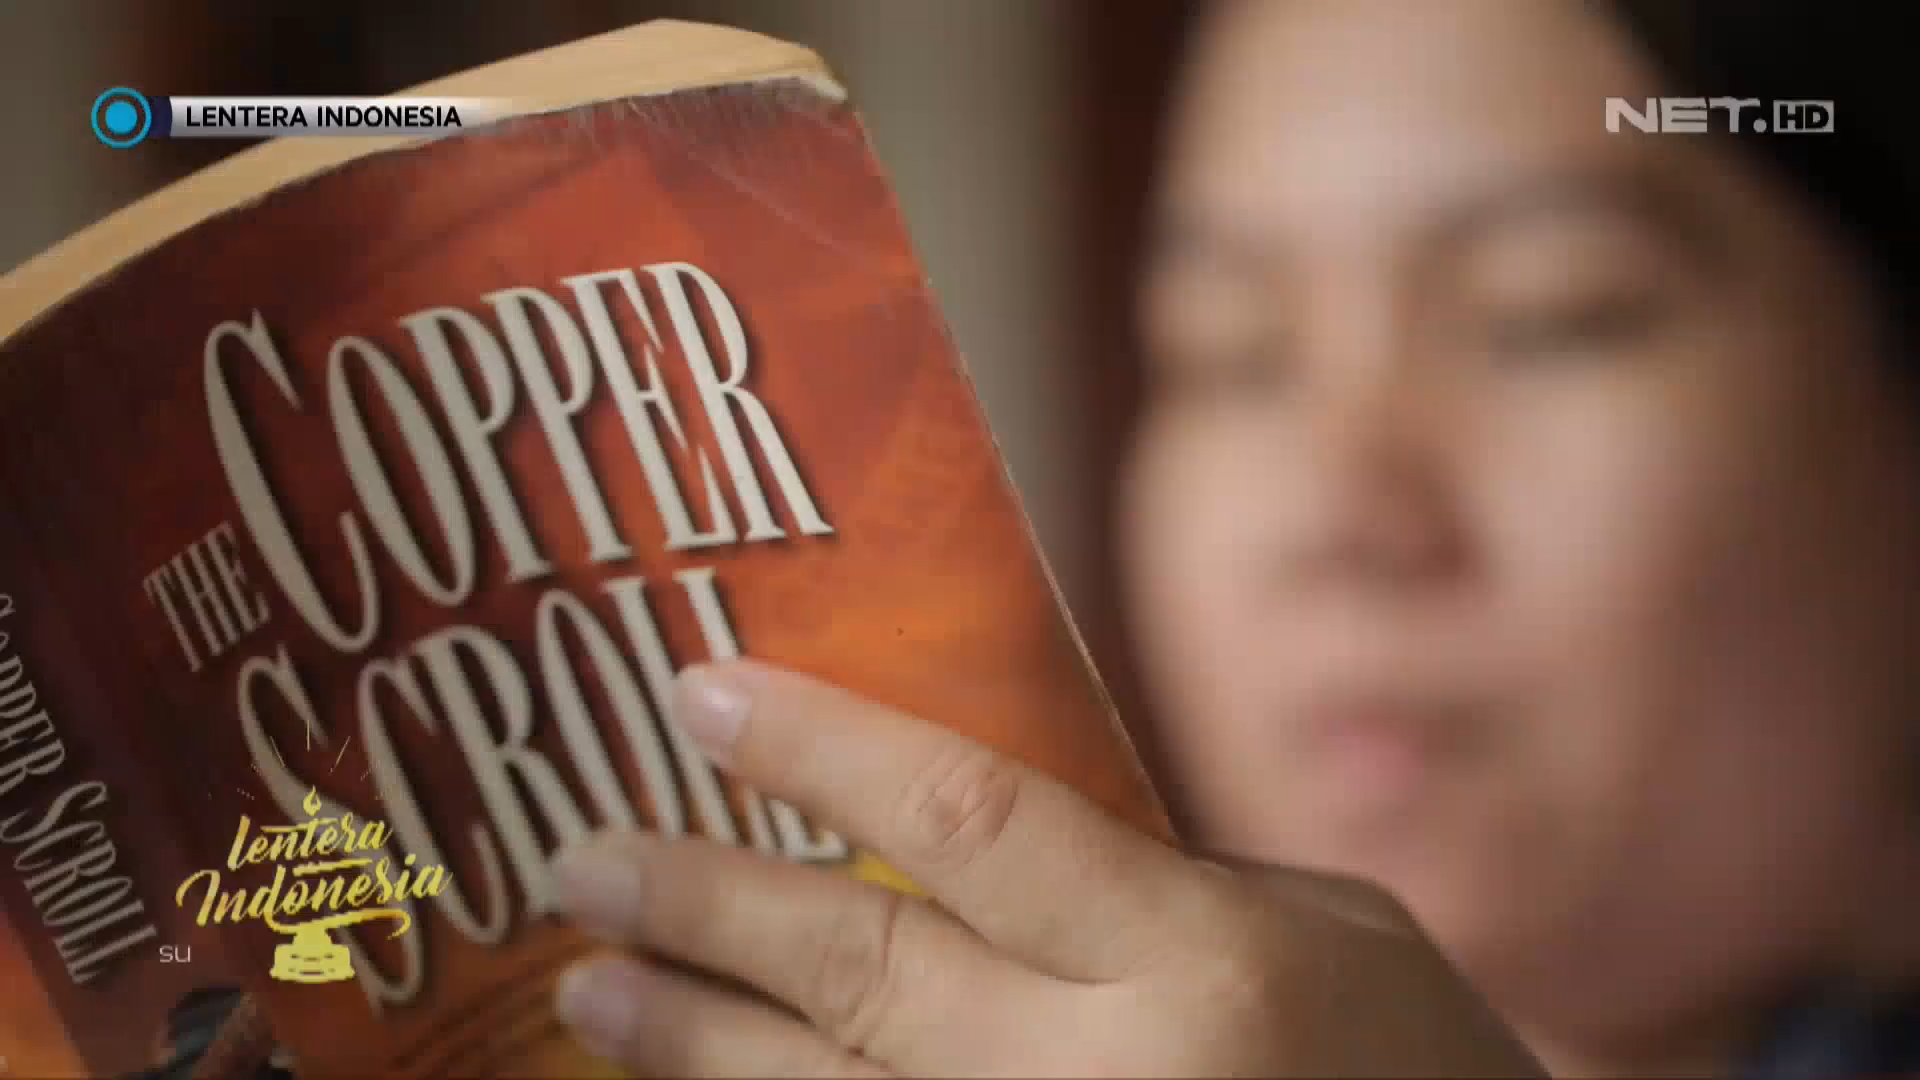 LENTERA INDONESIA
NET. HD
THE
COPPER
SCROLL
COPPER SCROLL
lentera
Indonesia
su